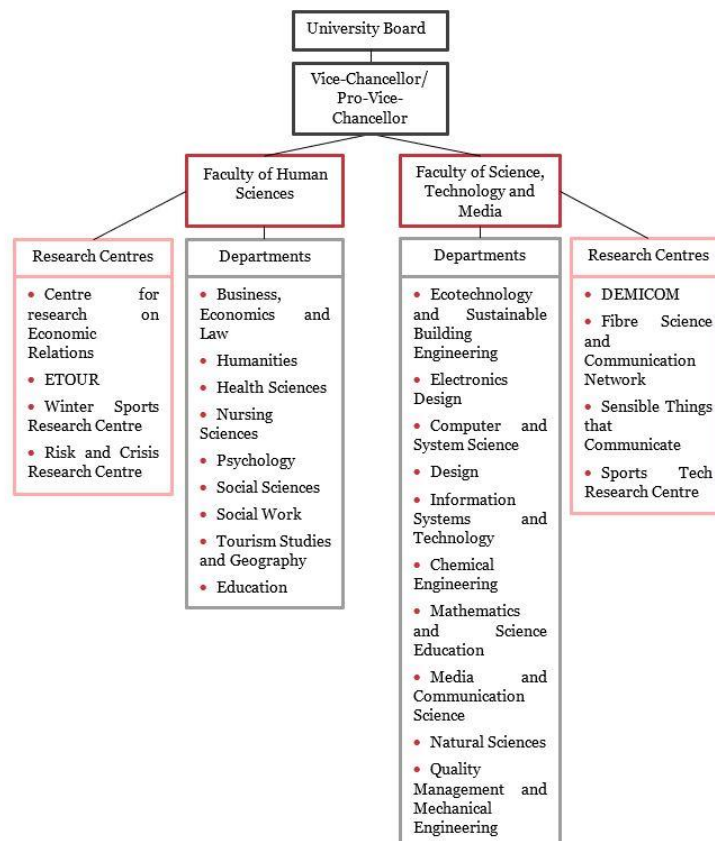 University Board
Vice-Chancellor/
Pro-Vice-
Chancellor
Faculty of Human
Sciences
Faculty of Science,
Technology and
Media
Research Centres
• Centre for
research on
Economic
Relations
• ETOUR
• Winter Sports
Research Centre
• Risk and Crisis
Research Centre
Departments
• Business,
Economics and
Law
• Humanities
• Health Sciences
• Nursing
Sciences
• Psychology
• Social Sciences
• Social Work
• Tourism Studies
and Geography
• Education
Departments
• Ecotechnology
and Sustainable
Building
Engineering
• Electronics
Design
• Computer and
System Science
• Design
• Information
Systems and
Technology
• Chemical
Engineering
• Mathematics
and Science
Education
• Media and
Communication
Science
• Natural Sciences
• Quality
Management and
Mechanical
Engineering
Research Centres
• DEMICOM
• Fibre Science
and
Communication
Network
• Sensible Things
that
Communicate
• Sports Tech
Research Centre